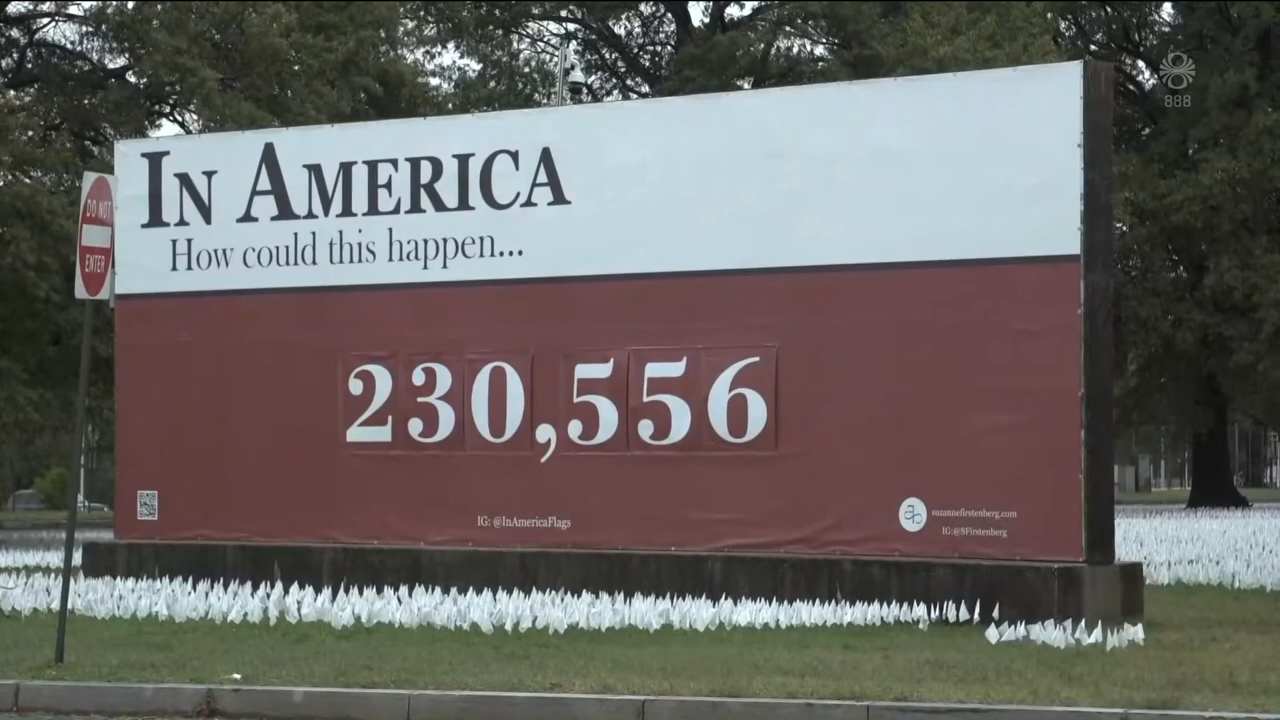 888
In America
How could this happen...
DO NOT
ENTER
230,556
IG: @InAmericaFlags
suzannefirstenberg.com
IG:@SFirstenberg